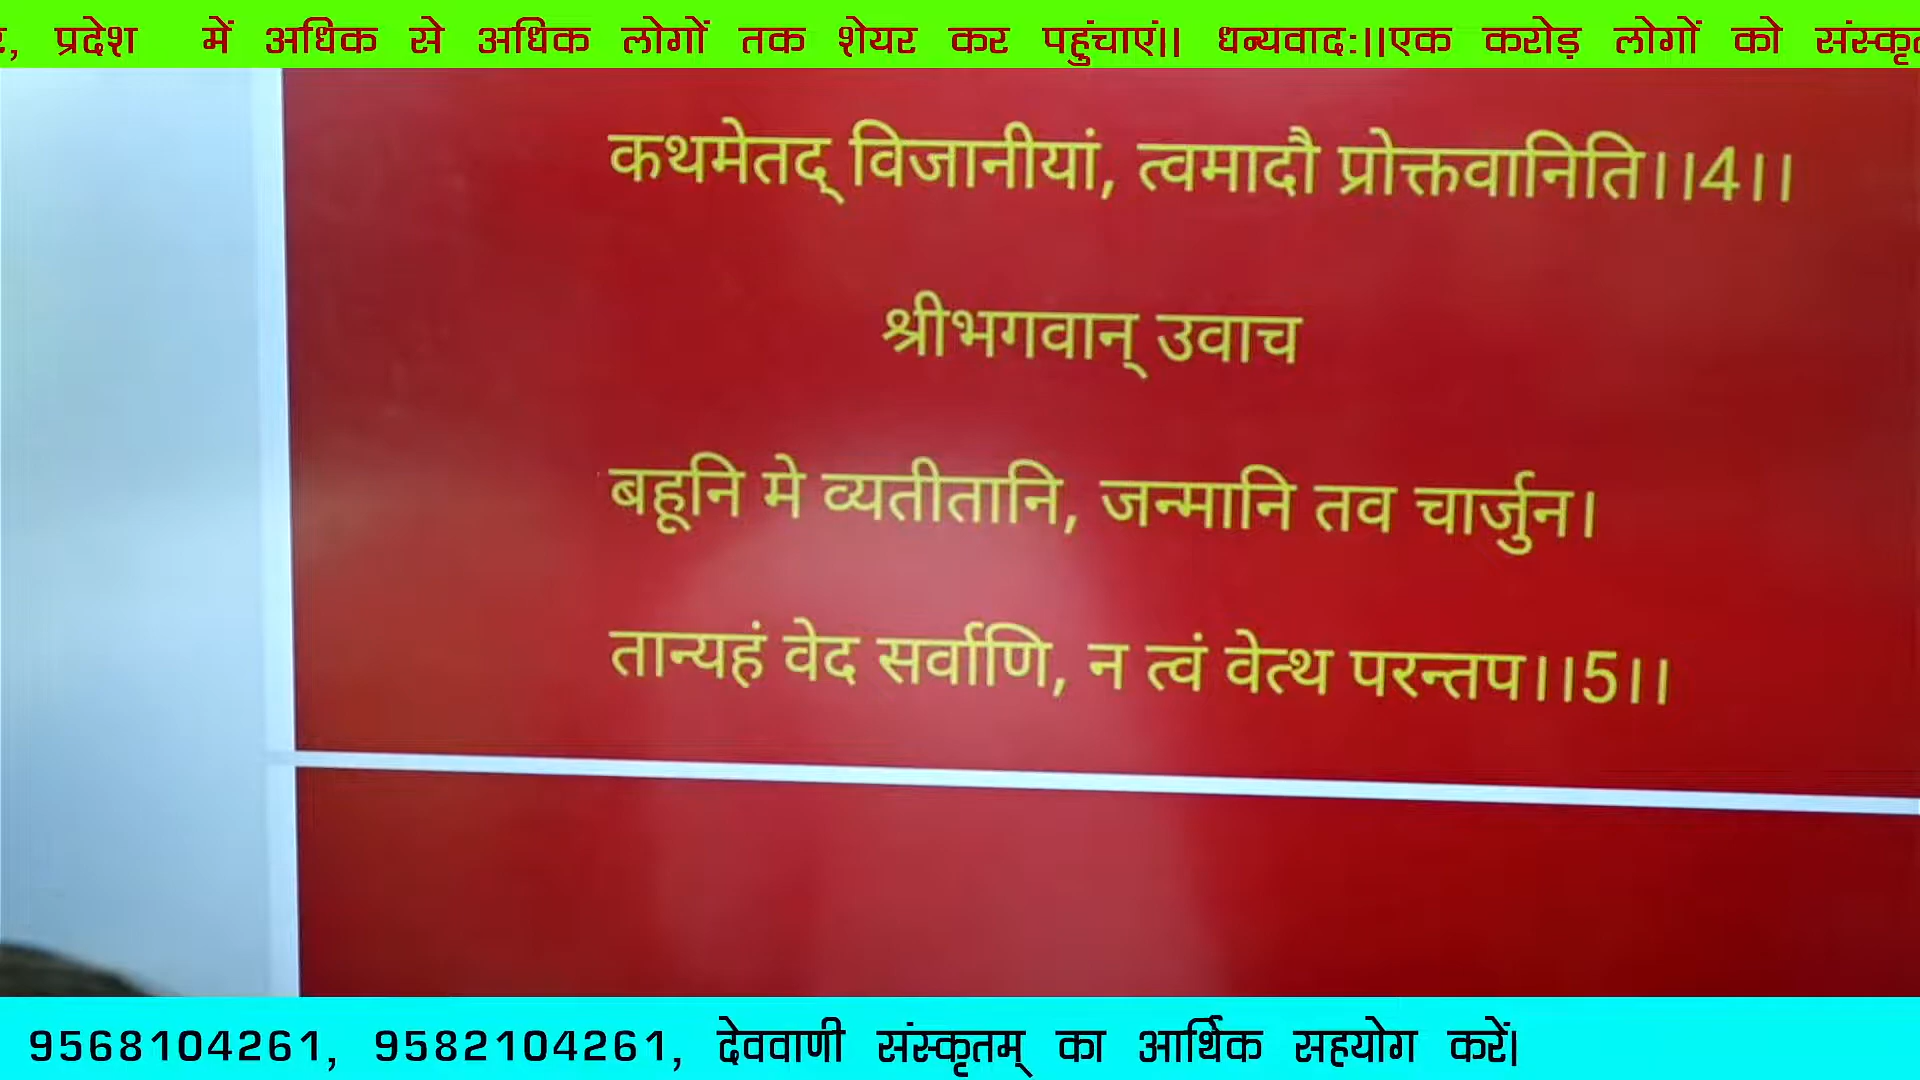 , प्रदेश में अधिक से अधिक लोगों तक शेयर कर पहुंचाएं।। धन्यवादः।।एक करोड़ लोगों को
कथमेतद् विजानीयां, त्वमादौ प्रोक्तवानिति।।4।।
श्रीभगवान् उवाच
बहूनि मे व्यतीतानि, जन्मानि तव चार्जुन।
तान्यहं वेद सर्वाणि, न त्वं वेत्थ परन्तप।।5।।
9568104261, 9582104261, देववाणी संस्कृतम् का आर्थिक सहयोग करें।